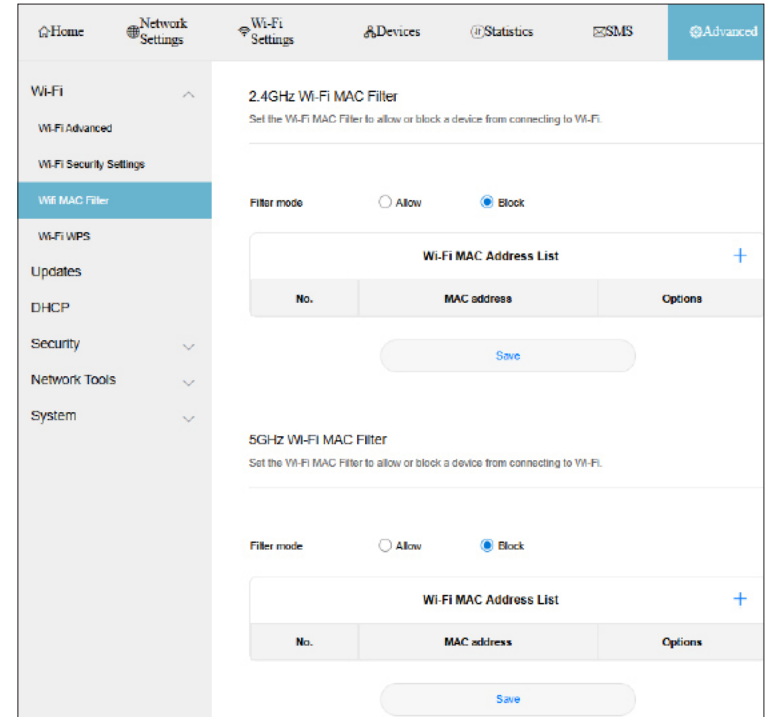 Home
Network
Settings
Wi-Fi
Settings
Devices
Statistics
SMS
Advanced
Wi-Fi
Wi-Fi Advanced
Wi-Fi Security Settings
Wifi MAC Filter
Wi-Fi WPS
Updates
DHCP
Security
Network Tools
System
2.4GHz Wi-Fi MAC Filter
Set the Wi-Fi MAC Filter to allow or block a device from connecting to Wi-Fi.
Filter mode
Allow
Block
Wi-Fi MAC Address List
No.
MAC address
Options
Save
5GHz Wi-Fi MAC Filter
Set the Wi-Fi MAC Filter to allow or block a device from connecting to Wi-Fi.
Filter mode
Allow
Block
Wi-Fi MAC Address List
No.
MAC address
Options
Save